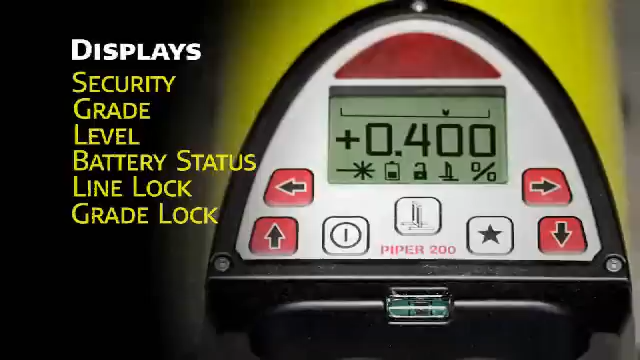 Displays
Security
Grade
Level
Battery Status
Line Lock
Grade Lock
+0.400
%
PIPER 200